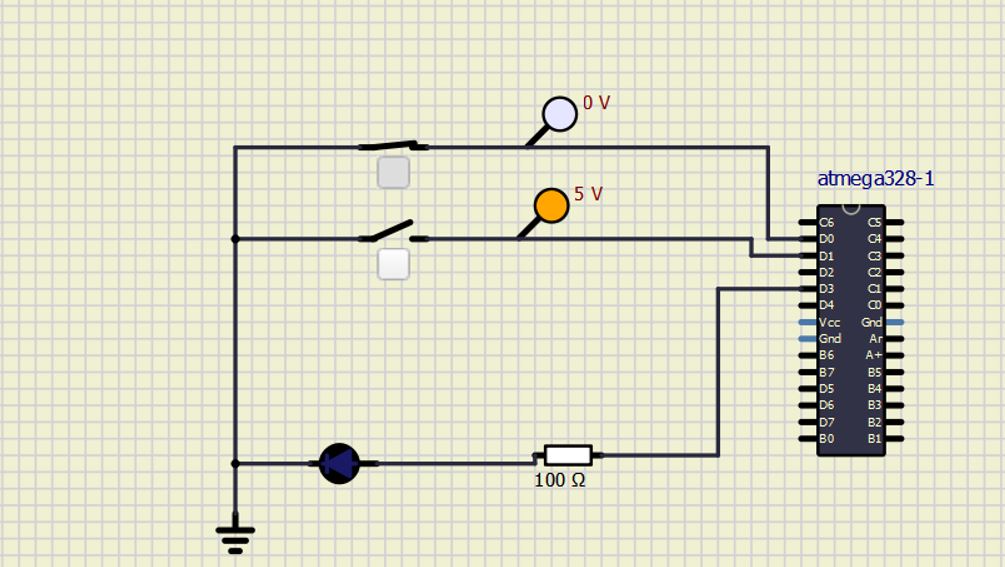 0 V
5 V
atmega328-1
C6 C5
D0 C4
D1 C3
D2 C2
D3 C1
D4 C0
Vcc Gnd
Gnd Ar
B6 A+
B7 B5
D5 B4
D6 B3
D7 B2
B0 B1
100 Ω